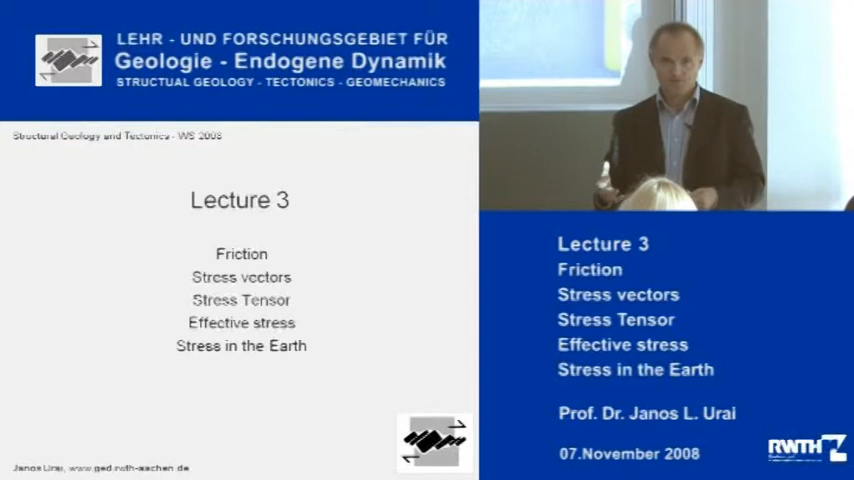 LEHR - UND FORSCHUNGSGEBIET FÜR
Geologie - Endogene Dynamik
STRUCTUAL GEOLOGY - TECTONICS - GEOMECHANICS
Structural Geology and Tectonics - WS 2008
Lecture 3
Friction
Stress vectors
Stress Tensor
Effective stress
Stress in the Earth
Janos Urai, www.ged.rwth-aachen.de
Lecture 3
Friction
Stress vectors
Stress Tensor
Effective stress
Stress in the Earth
Prof. Dr. Janos L. Urai
07.November 2008
RWTH